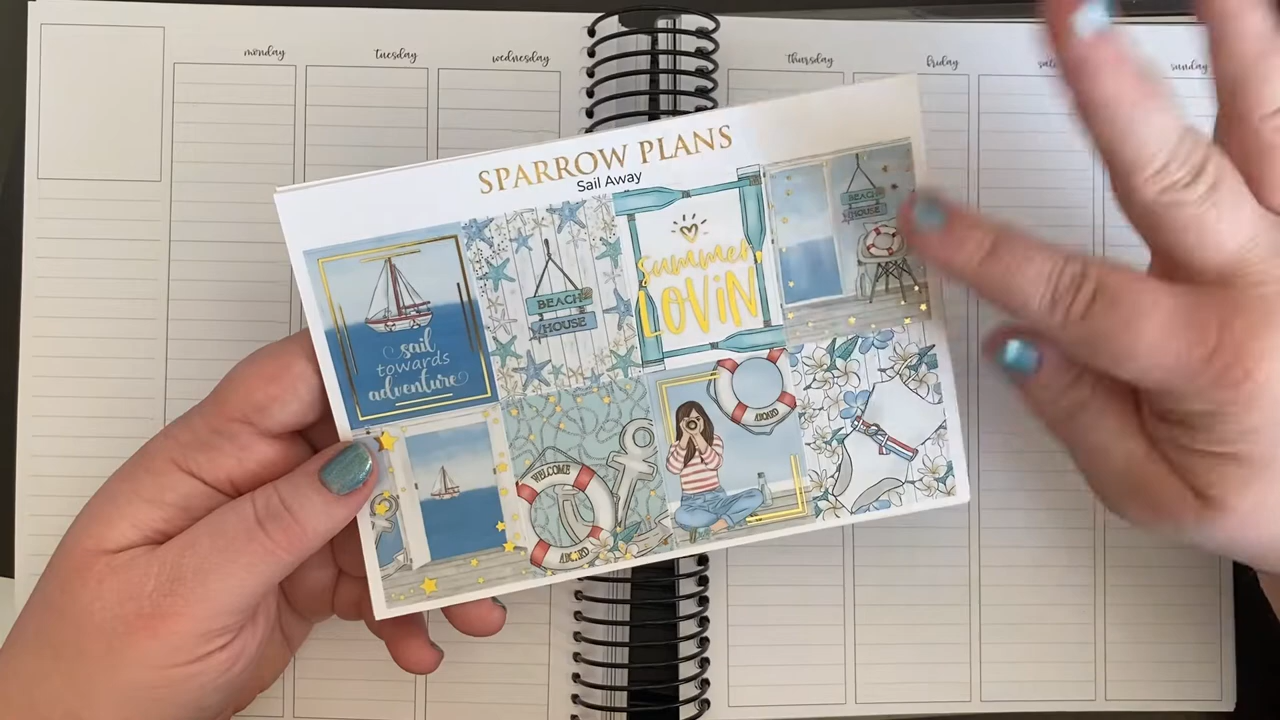 monday
tuesday
wednesday
thursday
friday
sunday
SPARROW PLANS
Sail Away
sail
towards
adventure
BEACH
HOUSE
summer
LOVIN
BEACH
HOUSE
WELCOME
ABOARD
ABOARD